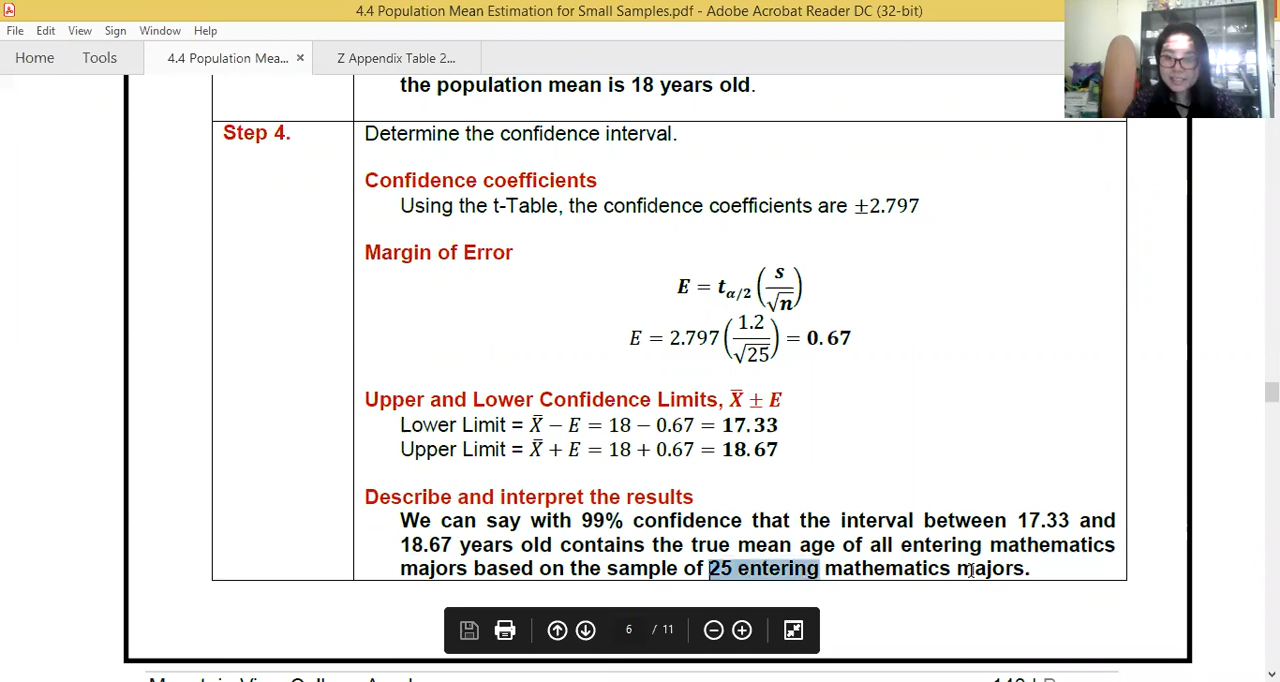 4.4 Population Mean Estimation for Small Samples.pdf - Adobe Acrobat Reader DC (32-bit)
File Edit View Sign Window Help
Home Tools 4.4 Population Mea... × Z Appendix Table 2...
the population mean is 18 years old.
Step 4. Determine the confidence interval.
Confidence coefficients
Using the t-Table, the confidence coefficients are ±2.797
Margin of Error
E = t_{α/2} (s/√n)
E = 2.797 (1.2/√25) = 0.67
Upper and Lower Confidence Limits, X̄ ± E
Lower Limit = X̄ − E = 18 − 0.67 = 17.33
Upper Limit = X̄ + E = 18 + 0.67 = 18.67
Describe and interpret the results
We can say with 99% confidence that the interval between 17.33 and
18.67 years old contains the true mean age of all entering mathematics
majors based on the sample of 25 entering mathematics majors.
6 / 11